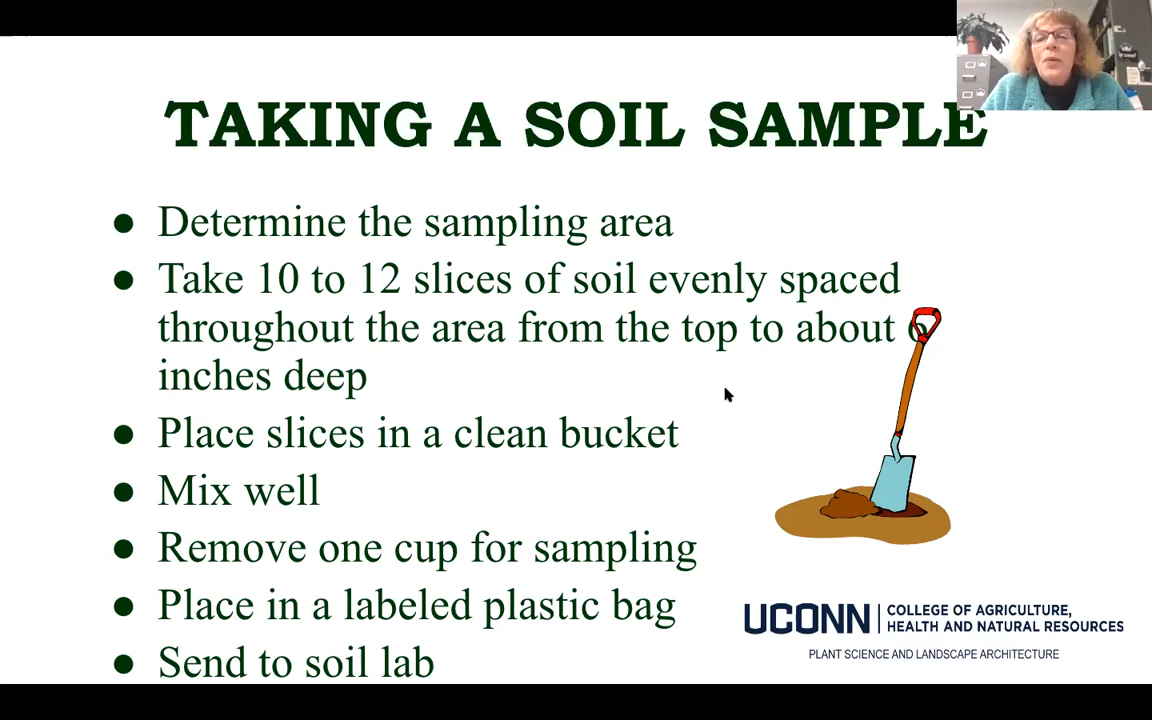 TAKING A SOIL SAMPLE
● Determine the sampling area
● Take 10 to 12 slices of soil evenly spaced
throughout the area from the top to about 6
inches deep
● Place slices in a clean bucket
● Mix well
● Remove one cup for sampling
● Place in a labeled plastic bag
● Send to soil lab
UCONN
COLLEGE OF AGRICULTURE,
HEALTH AND NATURAL RESOURCES
PLANT SCIENCE AND LANDSCAPE ARCHITECTURE